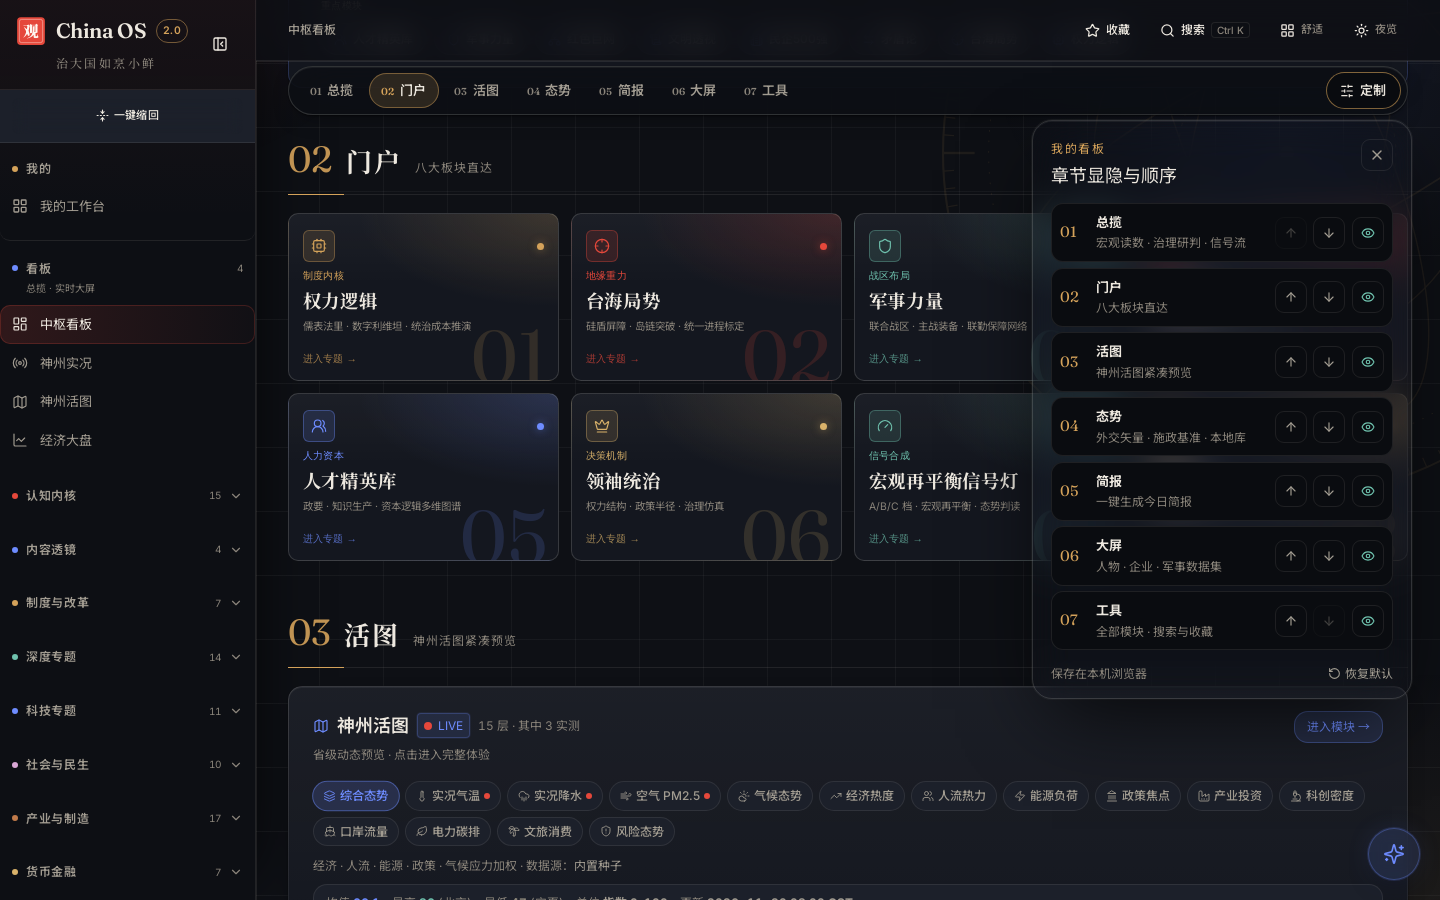 观 China OS 2.0
治大国如烹小鲜
一键缩回
我的
我的工作台
看板 4
总揽 · 实时大屏
中枢看板
神州实况
神州活图
经济大盘
认知内核 15
内容透镜 4
制度与改革 7
深度专题 14
科技专题 11
社会与民生 10
产业与制造 17
货币金融 7
中枢看板
收藏 搜索 Ctrl K 舒适 夜览
01 总揽 02 门户 03 活图 04 态势 05 简报 06 大屏 07 工具 定制
02 门户 八大板块直达
制度内核
权力逻辑
儒表法里 · 数字利维坦 · 统治成本推演
进入专题 →
01
地缘重力
台海局势
硅盾屏障 · 岛链突破 · 统一进程标定
进入专题 →
02
战区布局
军事力量
联合战区 · 主战装备 · 联勤保障网络
进入专题 →
人力资本
人才精英库
政要 · 知识生产 · 资本逻辑多维图谱
进入专题 →
05
决策机制
领袖统治
权力结构 · 政策半径 · 治理仿真
进入专题 →
06
信号合成
宏观再平衡信号灯
A/B/C 档 · 宏观再平衡 · 态势判读
进入专题 →
我的看板
章节显隐与顺序
01 总揽
宏观读数 · 治理研判 · 信号流
02 门户
八大板块直达
03 活图
神州活图紧凑预览
04 态势
外交矢量 · 施政基准 · 本地库
05 简报
一键生成今日简报
06 大屏
人物 · 企业 · 军事数据集
07 工具
全部模块 · 搜索与收藏
保存在本机浏览器 恢复默认
03 活图 神州活图紧凑预览
神州活图 LIVE 15 层 · 其中 3 实测
进入模块 →
省级动态预览 · 点击进入完整体验
综合态势 实况气温 实况降水 空气 PM2.5 气候态势 经济热度 人流热力 能源负荷 政策焦点 产业投资 科创密度
口岸流量 电力碳排 文旅消费 风险态势
经济 · 人流 · 能源 · 政策 · 气候应力加权 · 数据源：内置种子